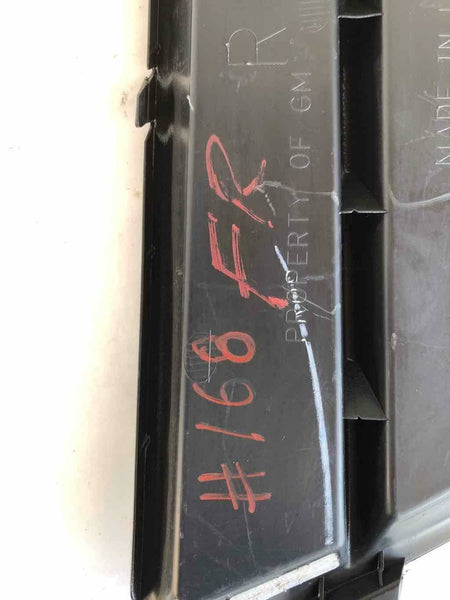 R
PROPERTY OF GM
MADE IN
#168 FR